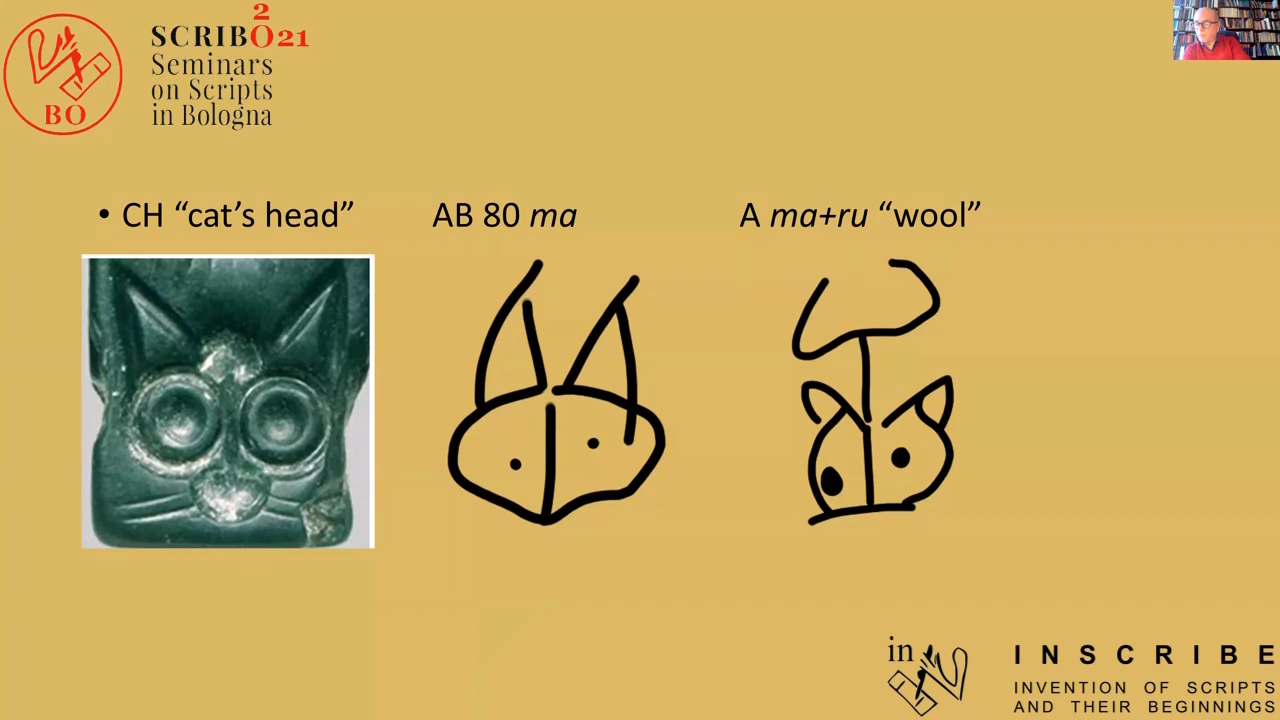 SCRIBO2021
Seminars
on Scripts
in Bologna
BO
• CH “cat’s head” AB 80 ma A ma+ru “wool”
in
INSCRIBE
INVENTION OF SCRIPTS
AND THEIR BEGINNINGS